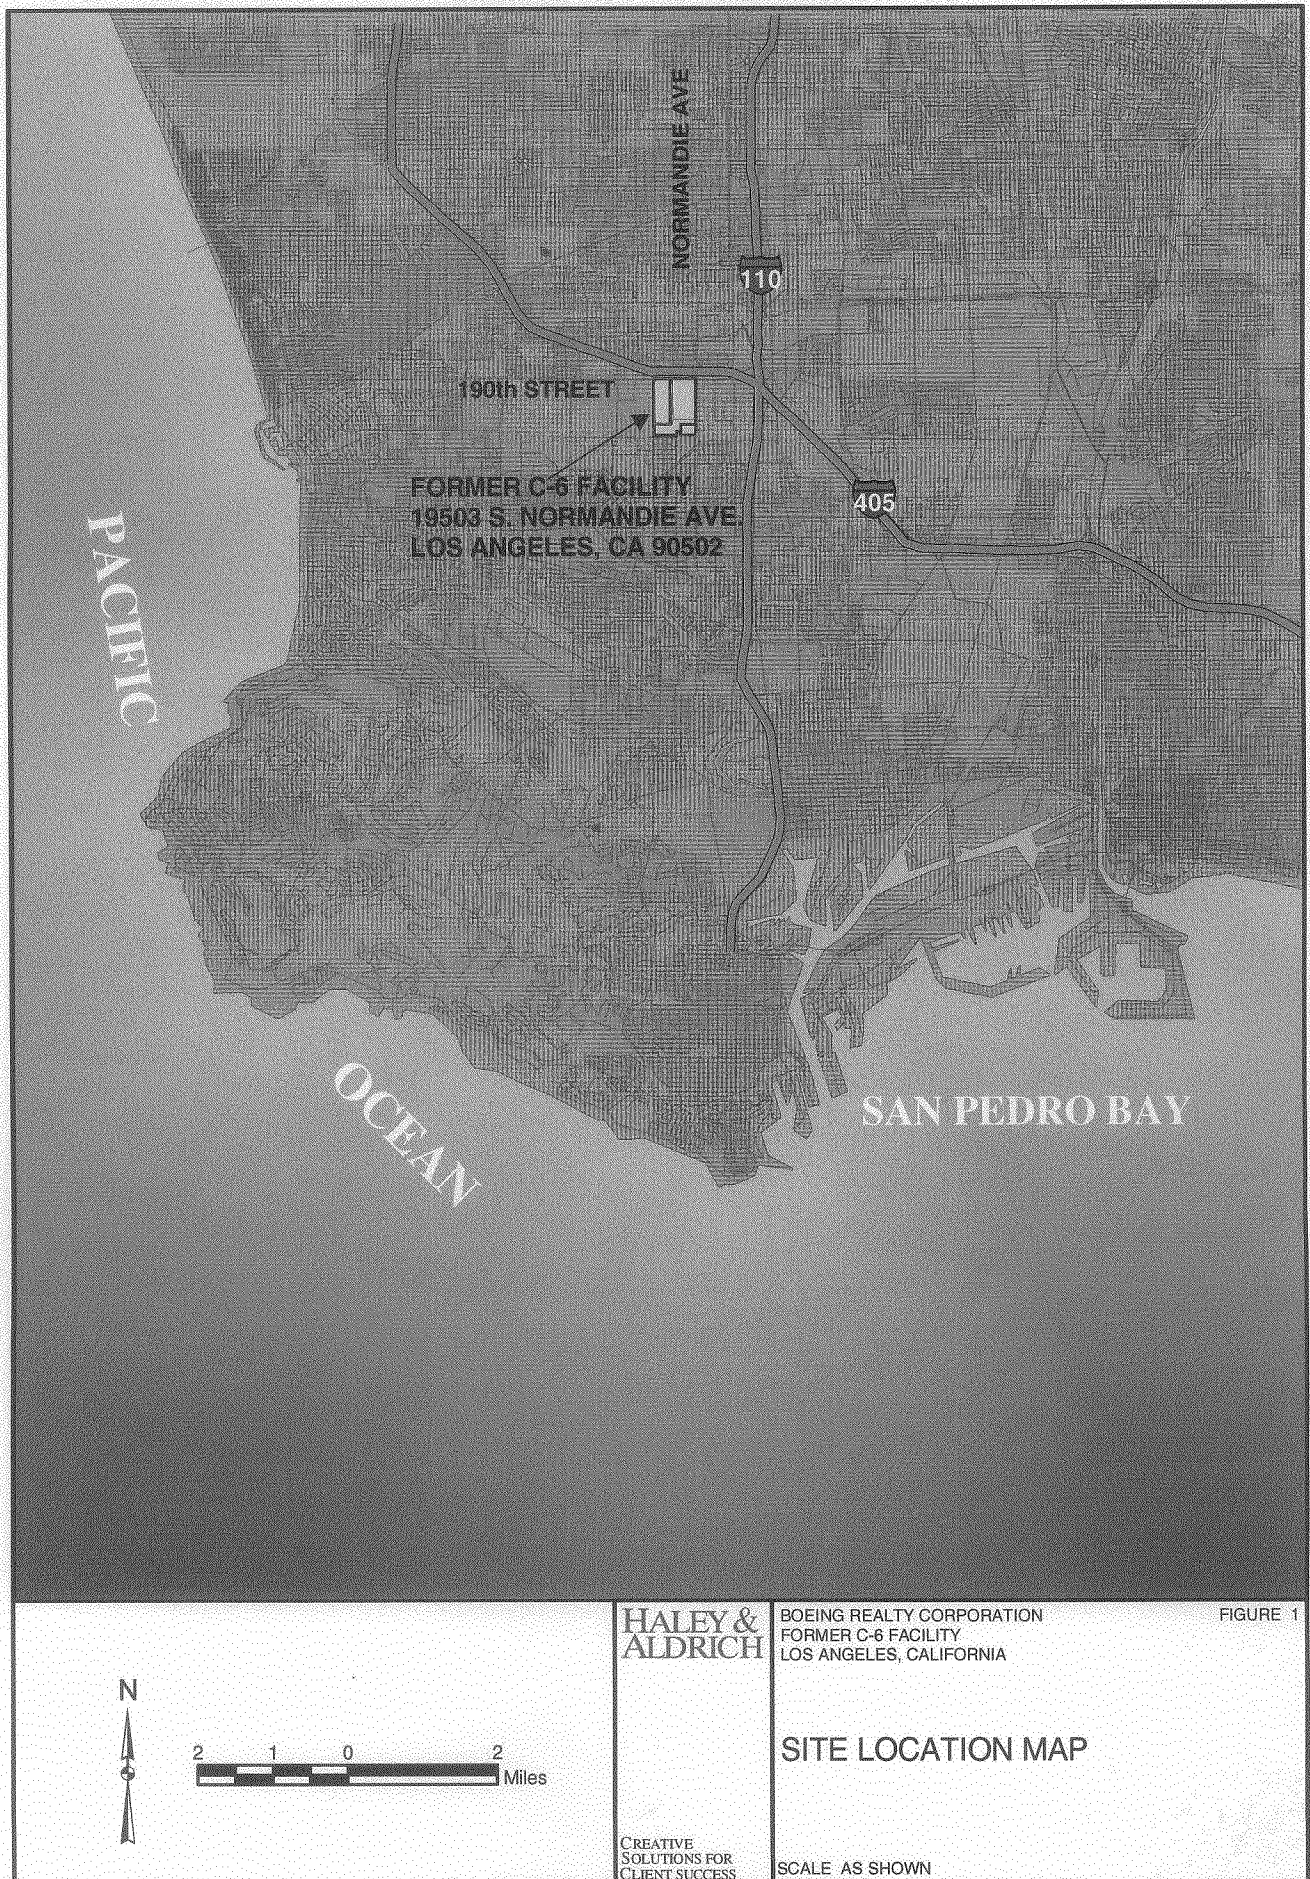 NORMANDIE AVE
110
190th STREET
FORMER C-6 FACILITY
19503 S. NORMANDIE AVE.
LOS ANGELES, CA 90502
405
PACIFIC
OCEAN
SAN PEDRO BAY
N
2 1 0 2
Miles
HALEY &
ALDRICH
CREATIVE
SOLUTIONS FOR
CLIENT SUCCESS
BOEING REALTY CORPORATION
FORMER C-6 FACILITY
LOS ANGELES, CALIFORNIA
FIGURE 1
SITE LOCATION MAP
SCALE AS SHOWN